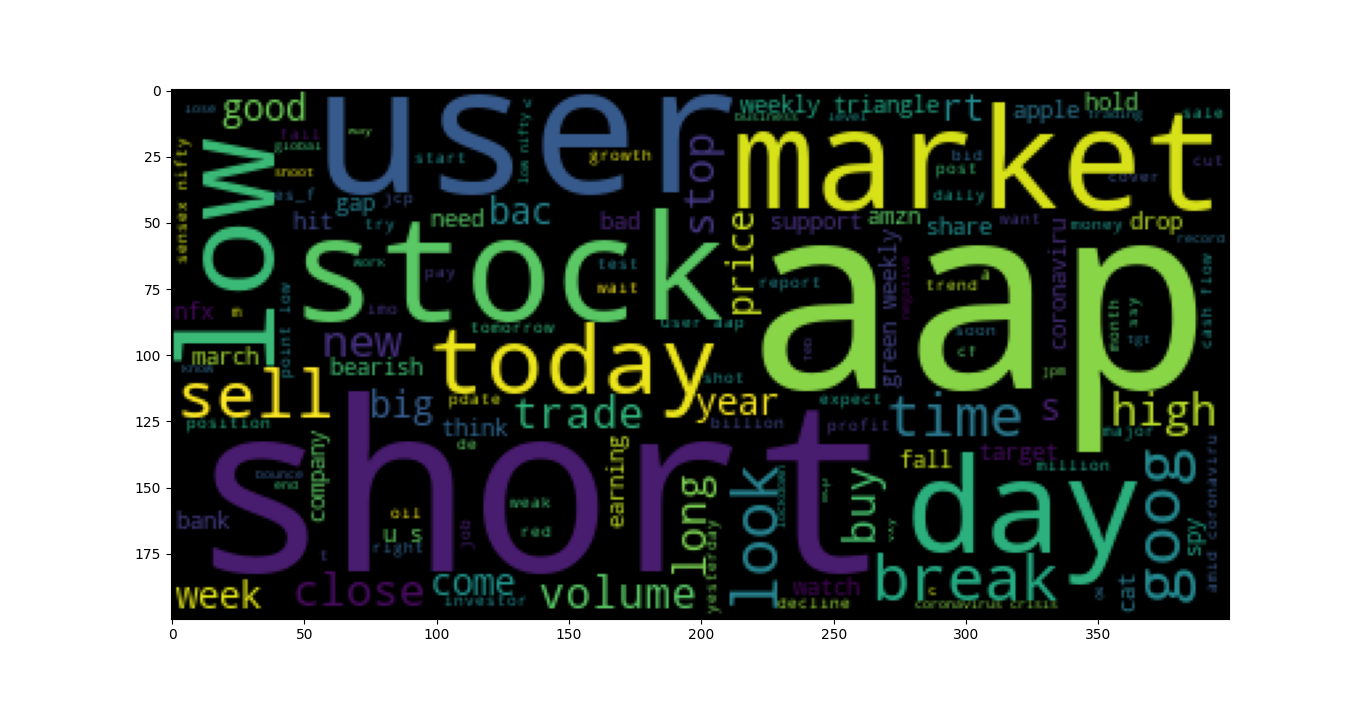 0
25
50
75
100
125
150
175
0 50 100 150 200 250 300 350
lose good user weekly triangle rt apple hold
business level trading sale
fall way
global
low
sensex nifty
shoot
start
low nifty
growth
stop
market
bid cut
post cover
daily
es_f gap jcp bac
hit try need bad
support amzn share want money drop
record
stock
work pay test
wait
price
report
green weekly
negative
trend a
aap
coronaviru
cash flow
month
say
tgt
nfx m
point low
imo
tomorrow user aap
soon
cf
march new
know bearish
today
shot
jpm
sell
position
big pdate
trade
year
billion
expect
profit
time s high
major
think
de
short
company
bounce
end
earning
weak
red
long
yesterday
look
lockdown
buy
fall target
million
day
goog
spy
amid coronaviru
bank
oil
u s
right
job
t
week close come
investor
volume
watch
decline
break
c
coronavirus crisis
cat